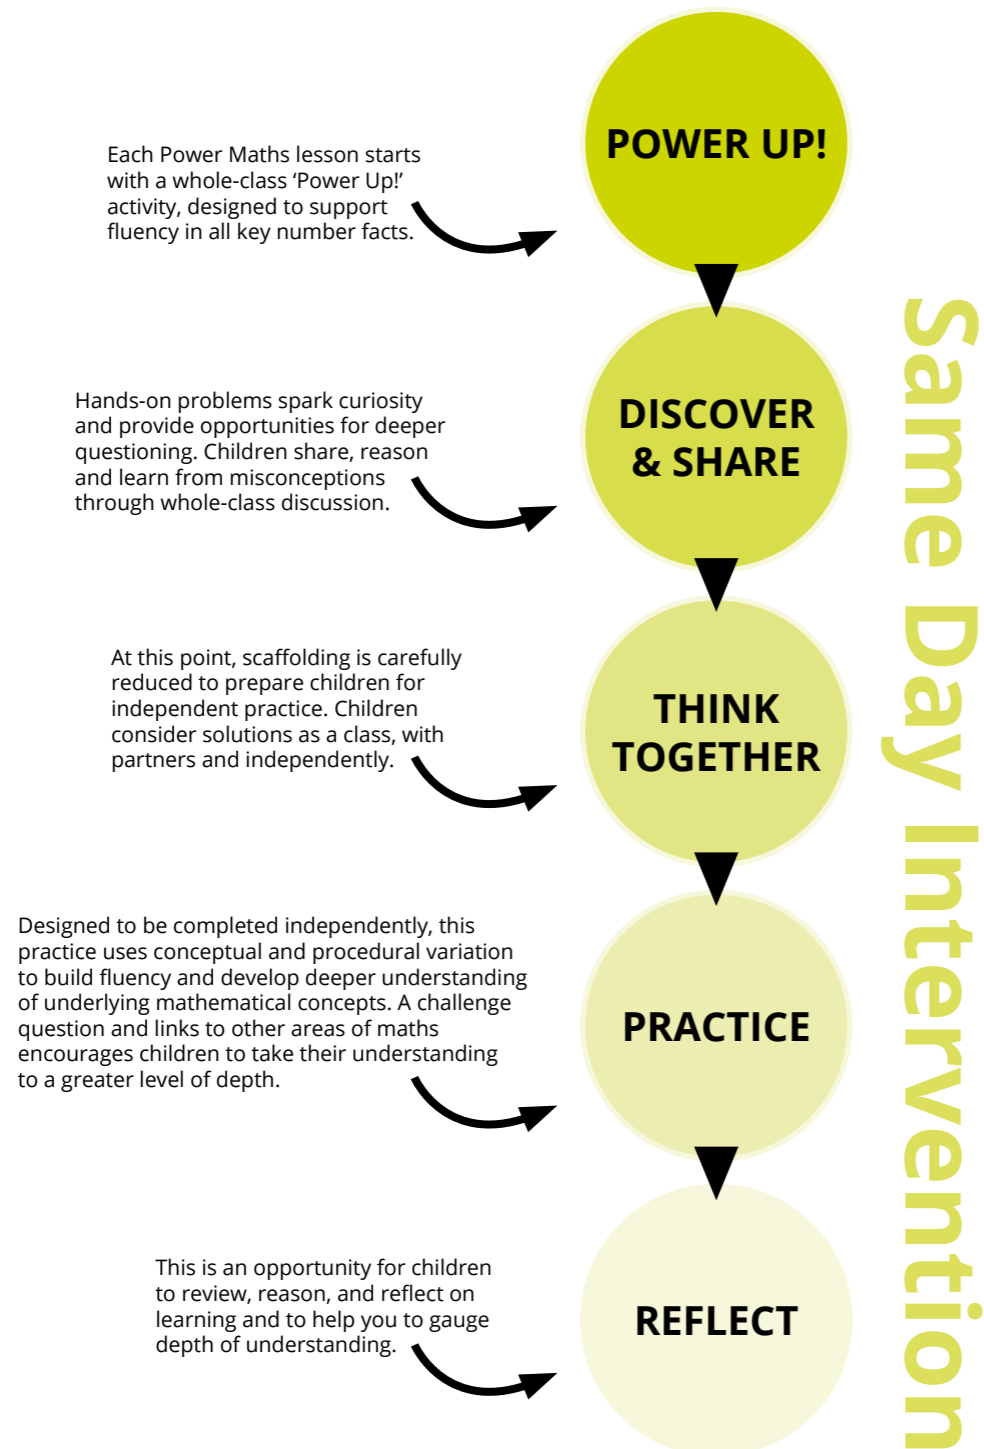 POWER UP!
Each Power Maths lesson starts
with a whole-class ‘Power Up!’
activity, designed to support
fluency in all key number facts.
DISCOVER
& SHARE
Hands-on problems spark curiosity
and provide opportunities for deeper
questioning. Children share, reason
and learn from misconceptions
through whole-class discussion.
THINK
TOGETHER
At this point, scaffolding is carefully
reduced to prepare children for
independent practice. Children
consider solutions as a class, with
partners and independently.
PRACTICE
Designed to be completed independently, this
practice uses conceptual and procedural variation
to build fluency and develop deeper understanding
of underlying mathematical concepts. A challenge
question and links to other areas of maths
encourages children to take their understanding
to a greater level of depth.
REFLECT
This is an opportunity for children
to review, reason, and reflect on
learning and to help you to gauge
depth of understanding.
Same Day Intervention